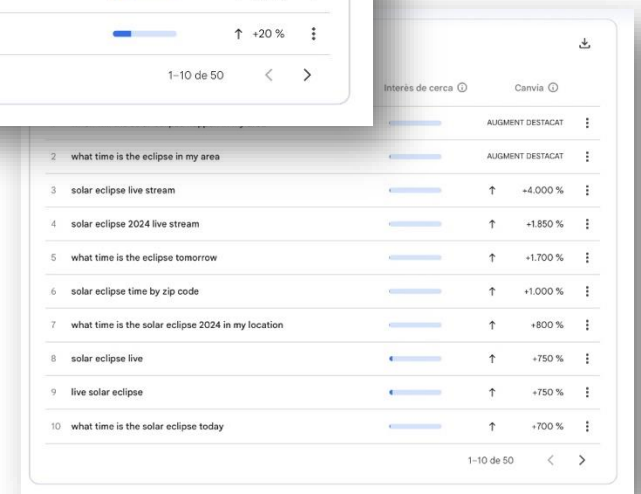 +20 %
1–10 de 50
Interès de cerca Canvia
AUGMENT DESTACAT
2 what time is the eclipse in my area AUGMENT DESTACAT
3 solar eclipse live stream +4.000 %
4 solar eclipse 2024 live stream +1.850 %
5 what time is the eclipse tomorrow +1.700 %
6 solar eclipse time by zip code +1.000 %
7 what time is the solar eclipse 2024 in my location +800 %
8 solar eclipse live +750 %
9 live solar eclipse +750 %
10 what time is the solar eclipse today +700 %
1–10 de 50